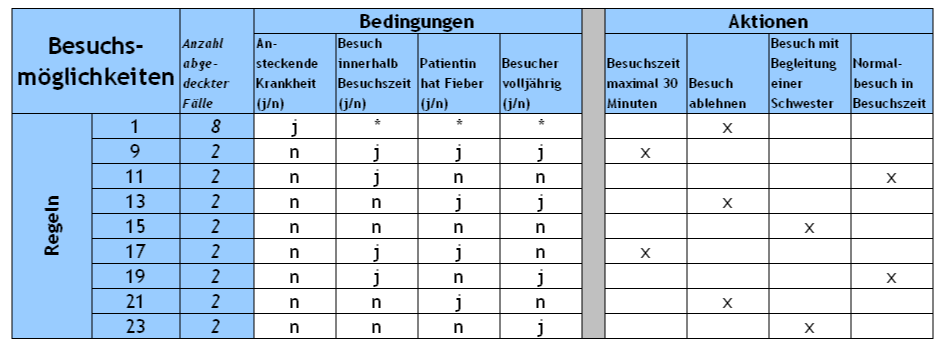 Besuchs-
möglichkeiten
Anzahl
abge-
deckter
Fälle
Bedingungen
Aktionen
An-
steckende
Krankheit
(j/n)
Besuch
innerhalb
Besuchszeit
(j/n)
Patientin
hat Fieber
(j/n)
Besucher
volljährig
(j/n)
Besuchszeit
maximal 30
Minuten
Besuch
ablehnen
Besuch mit
Begleitung
einer
Schwester
Normal-
besuch in
Besuchszeit
Regeln
1 8 j * * * x
9 2 n j j j x
11 2 n j n n x
13 2 n n j j x
15 2 n n n n x
17 2 n j j n x
19 2 n j n j x
21 2 n n j n x
23 2 n n n j x